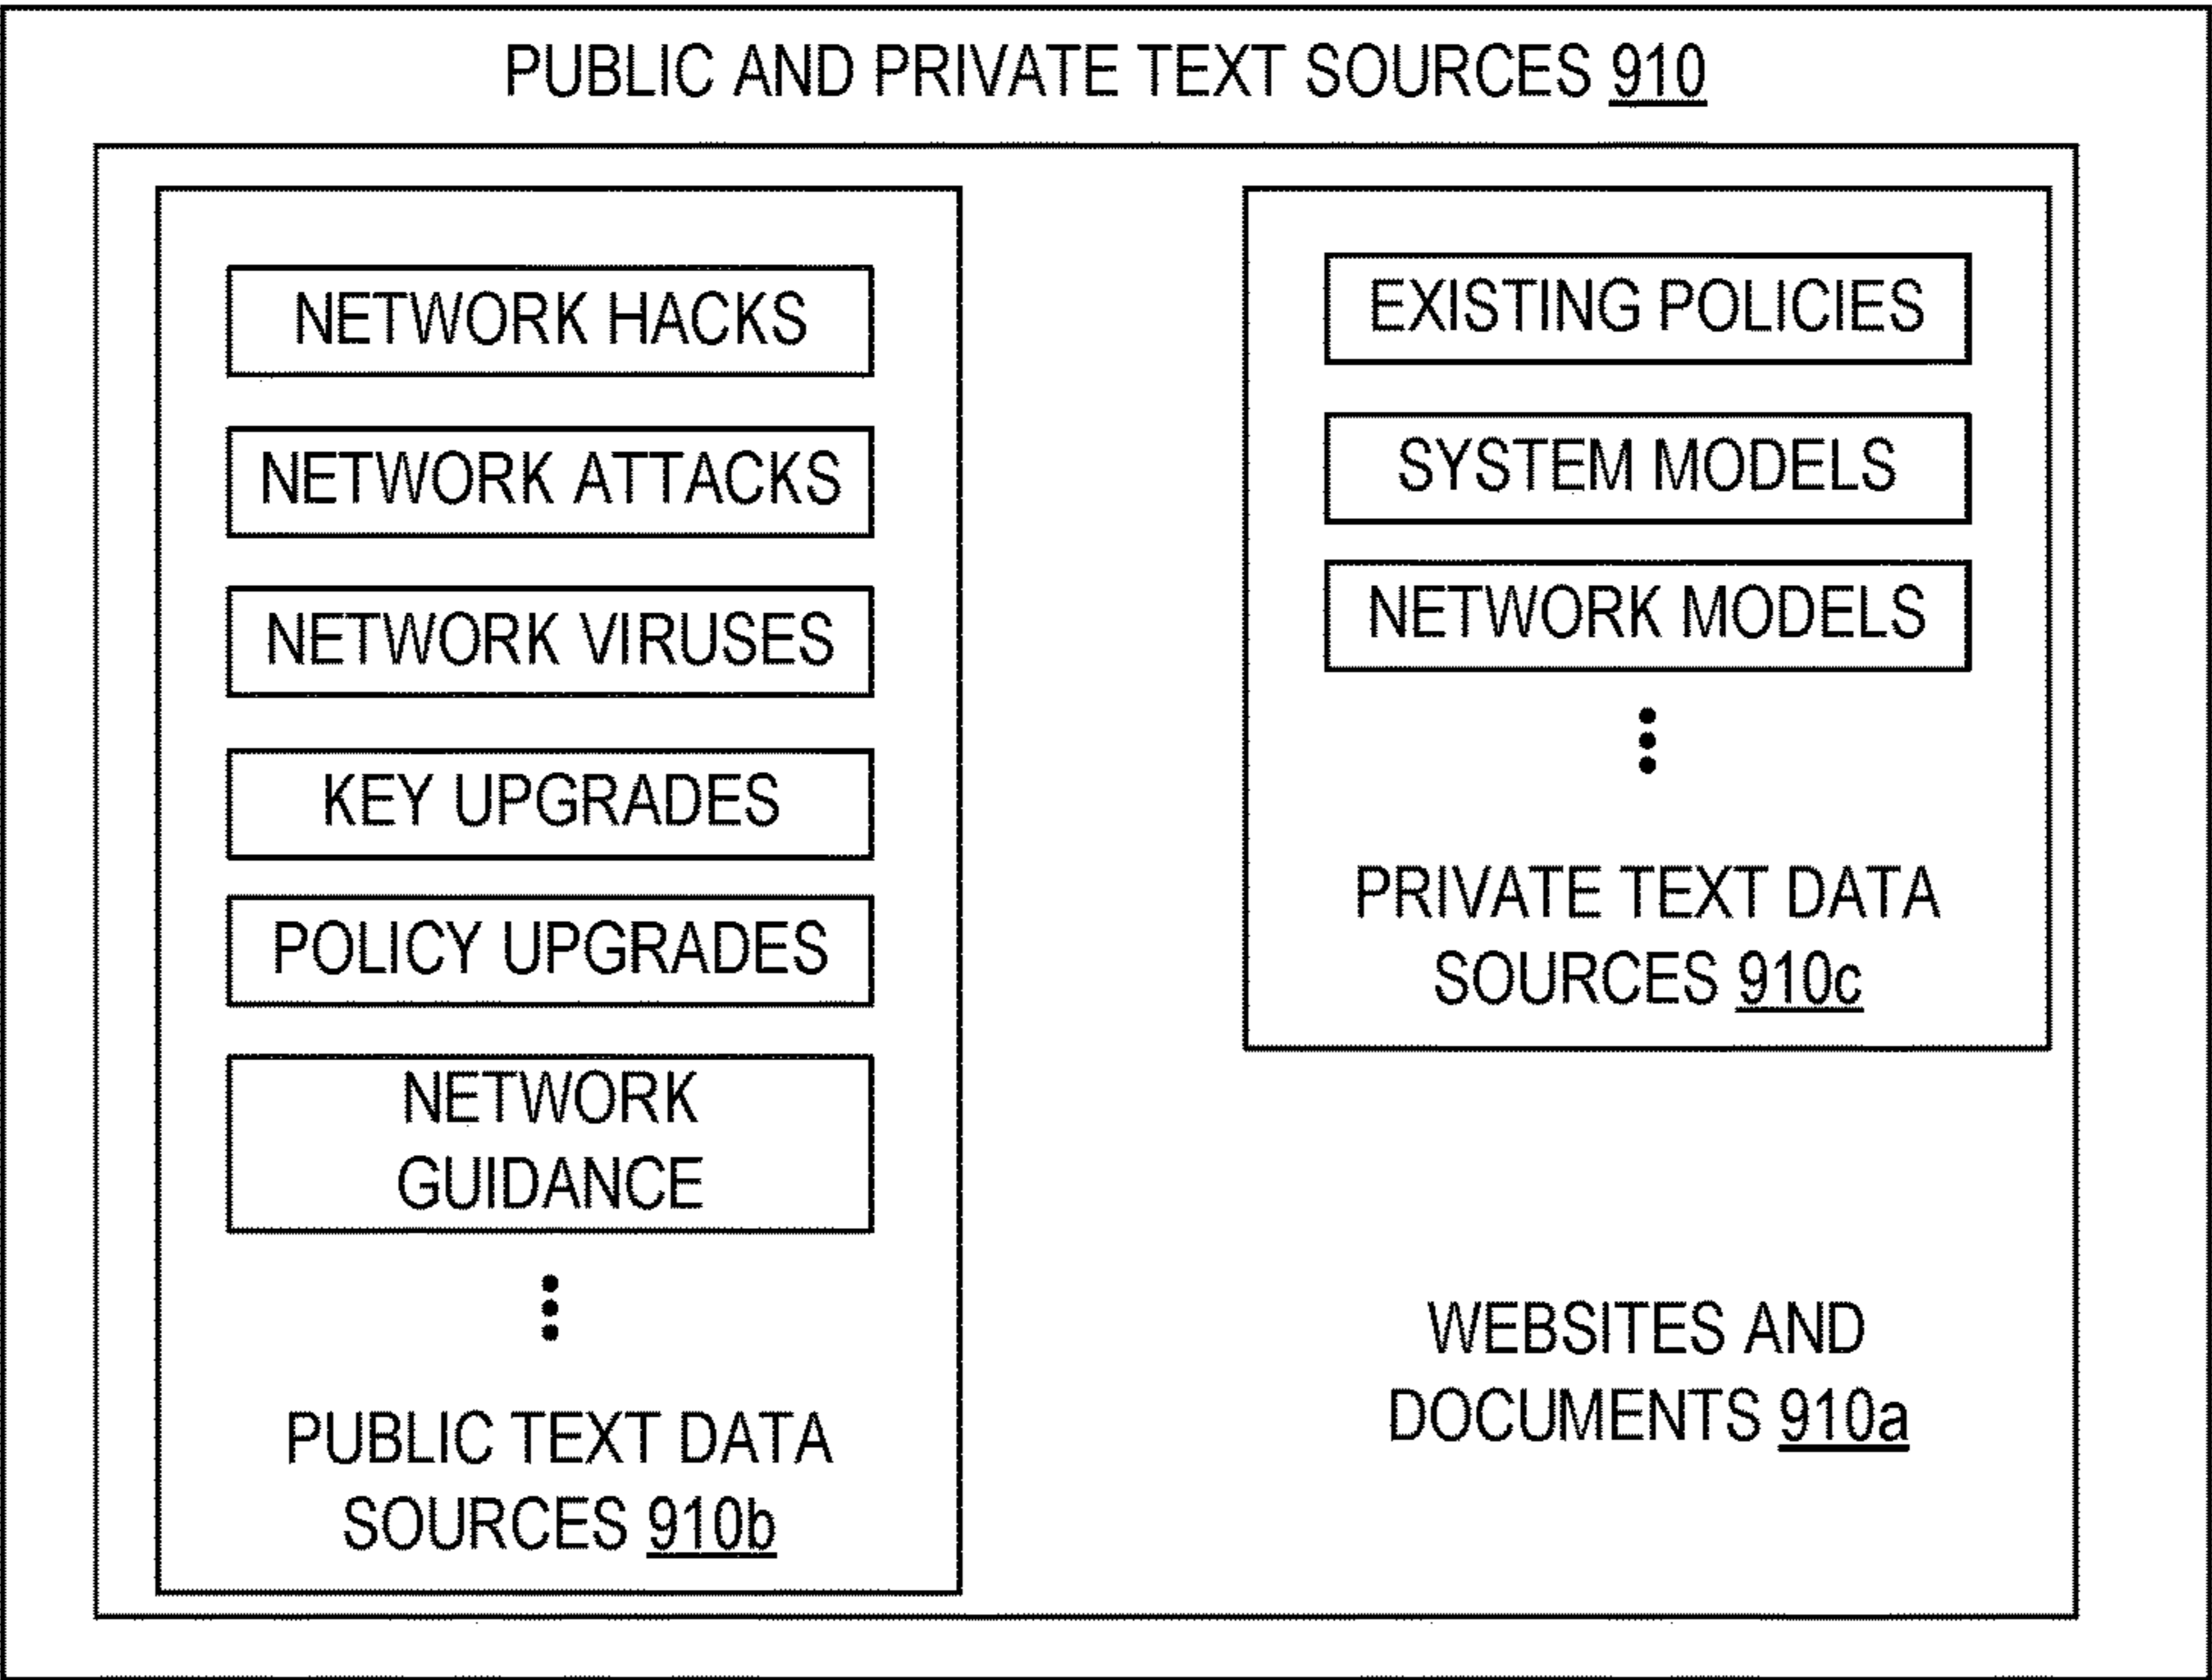 PUBLIC AND PRIVATE TEXT SOURCES 910
NETWORK HACKS
NETWORK ATTACKS
NETWORK VIRUSES
KEY UPGRADES
POLICY UPGRADES
NETWORK
GUIDANCE
PUBLIC TEXT DATA
SOURCES 910b
EXISTING POLICIES
SYSTEM MODELS
NETWORK MODELS
PRIVATE TEXT DATA
SOURCES 910c
WEBSITES AND
DOCUMENTS 910a